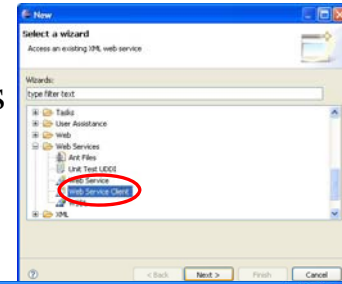 New
Select a wizard
Access an existing XML web service
Wizards:
type filter text
Tasks
User Assistance
Web
Web Services
Ant Files
Unit Test UDDI
Web Service
Web Service Client
XML
s
< Back
Next >
Finish
Cancel